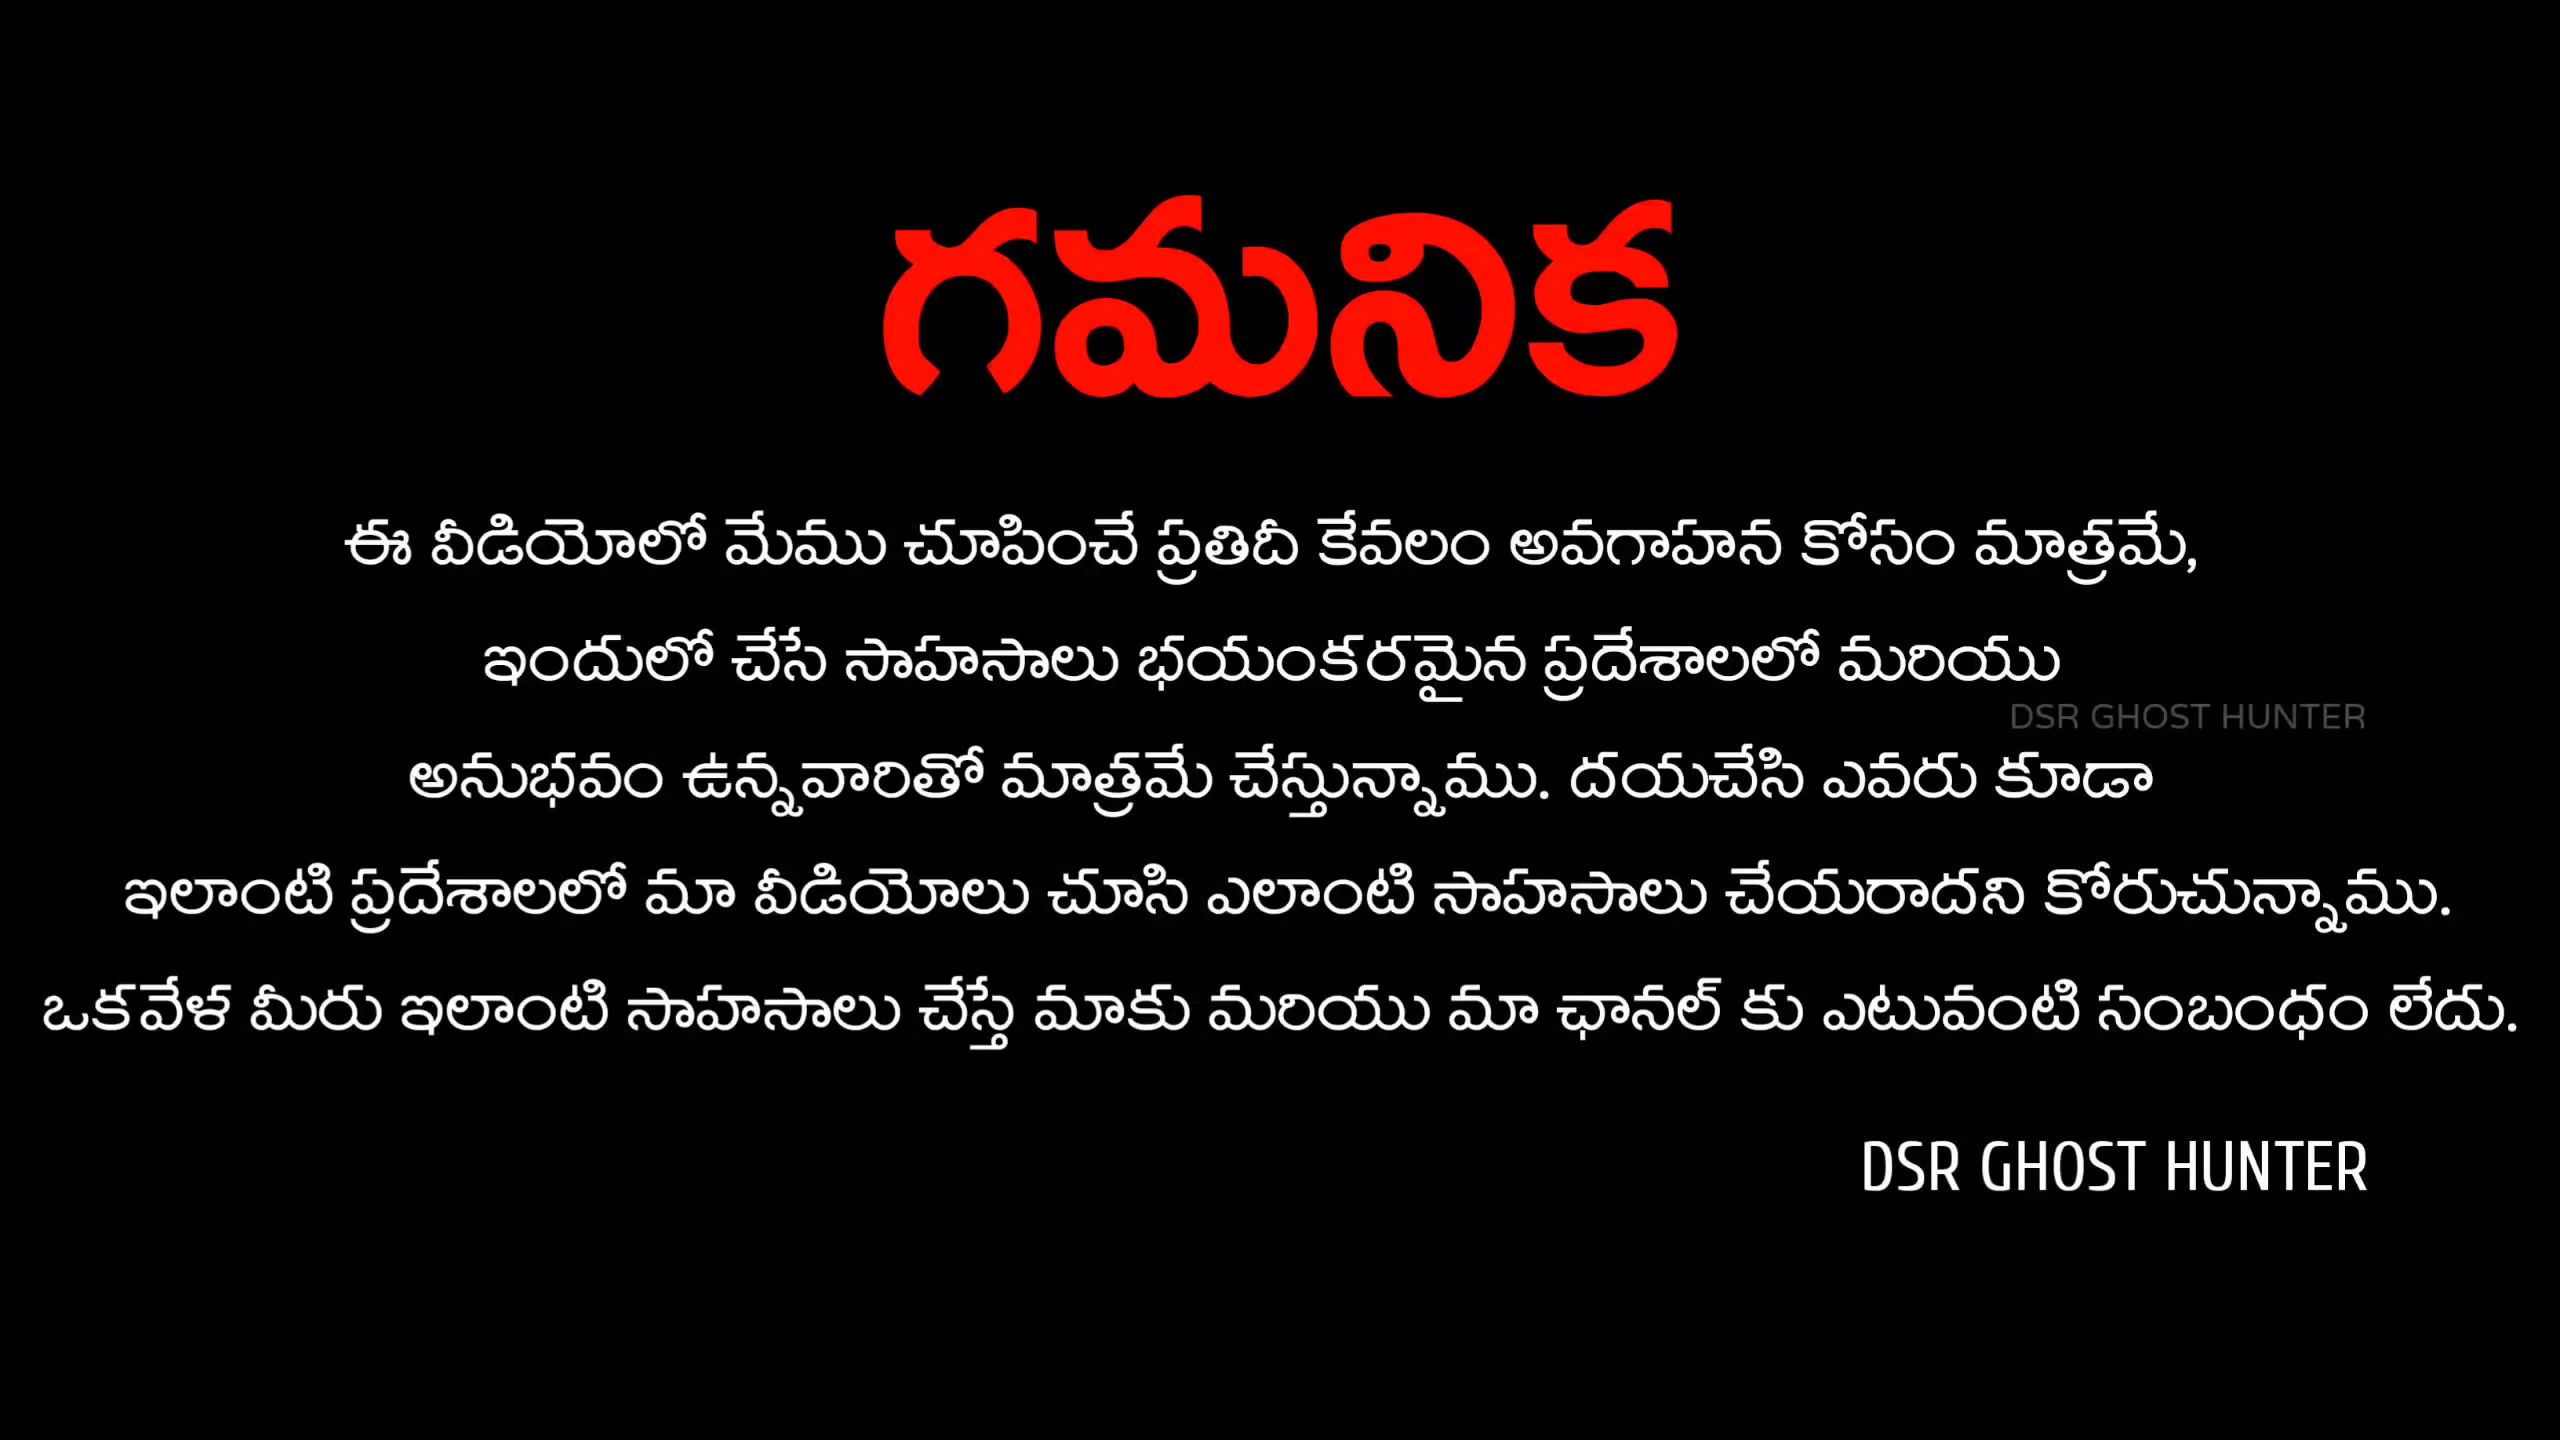 గమనిక
ఈ వీడియోలో మేము చూపించే ప్రతిదీ కేవలం అవగాహన కోసం మాత్రమే,
ఇందులో చేసే సాహసాలు భయంకరమైన ప్రదేశాలలో మరియు
DSR GHOST HUNTER
అనుభవం ఉన్నవారితో మాత్రమే చేస్తున్నాము. దయచేసి ఎవరు కూడా
ఇలాంటి ప్రదేశాలలో మా వీడియోలు చూసి ఎలాంటి సాహసాలు చేయరాదని కోరుచున్నాము.
ఒకవేళ మీరు ఇలాంటి సాహసాలు చేస్తే మాకు మరియు మా ఛానల్ కు ఎటువంటి సంబంధం లేదు.
DSR GHOST HUNTER